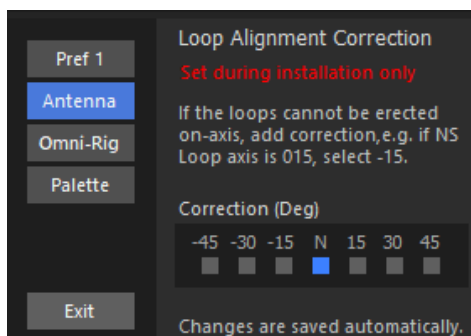 Loop Alignment Correction
Pref 1
Set during installation only
Antenna
If the loops cannot be erected
on-axis, add correction,e.g. if NS
Omni-Rig
Loop axis is 015, select -15.
Palette
Correction (Deg)
-45 -30 -15 N 15 30 45
Exit
Changes are saved automatically.